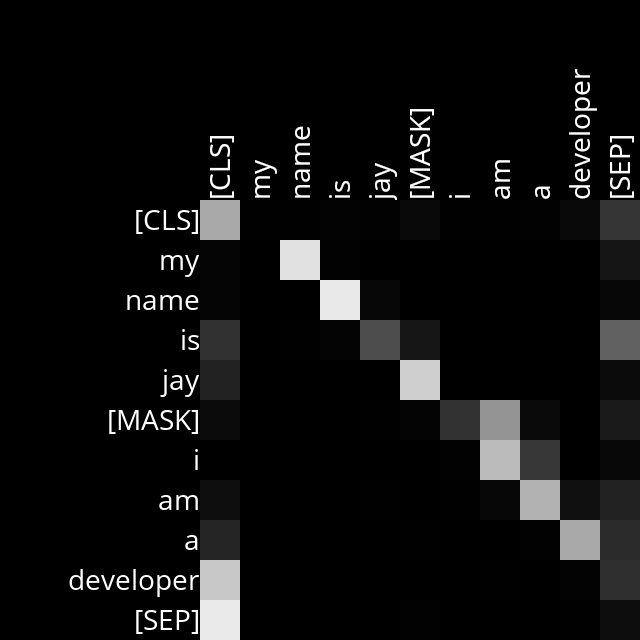 [CLS] my name is jay [MASK] i am a developer [SEP]
[CLS]
my
name
is
jay
[MASK]
i
am
a
developer
[SEP]